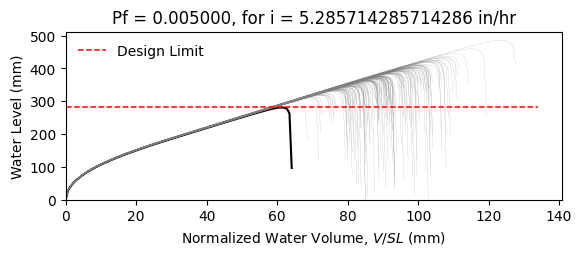 Pf = 0.005000, for i = 5.285714285714286 in/hr
Design Limit
Water Level (mm)
500
400
300
200
100
0
0 20 40 60 80 100 120 140
Normalized Water Volume, V/SL (mm)